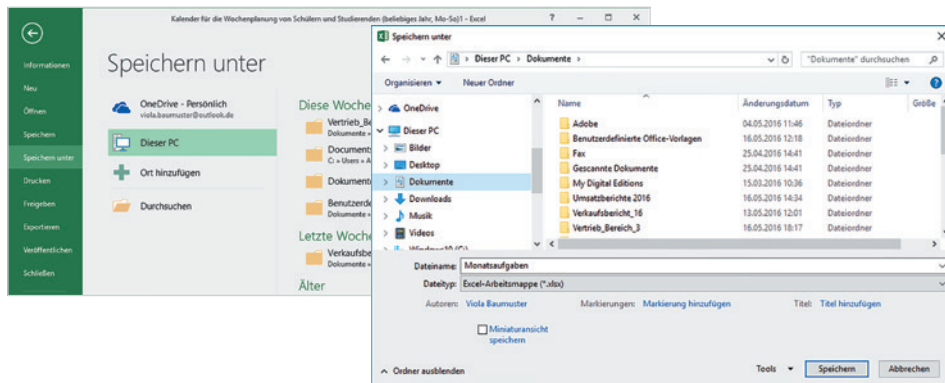 Kalender für die Wochenplanung von Schülern und Studierenden (beliebiges Jahr, Mo-So)1 - Excel
?
Informationen
Neu
Öffnen
Speichern
Speichern unter
Drucken
Freigeben
Exportieren
Veröffentlichen
Schließen
Speichern unter
OneDrive - Persönlich
viola.baumuster@outlook.de
Dieser PC
Ort hinzufügen
Durchsuchen
Diese Woche
Dokumente »
Documents
C: » Users » A
Dokumente
Dokumente »
Letzte Woche
Dokumente »
Älter
Speichern unter
Dieser PC › Dokumente ›
"Dokumente" durchsuchen
Organisieren
Neuer Ordner
OneDrive
Dieser PC
Bilder
Desktop
Dokumente
Downloads
Musik
Videos
Name Änderungsdatum Typ Größe
Adobe 04.05.2016 11:46 Dateiordner
Benutzerdefinierte Office-Vorlagen 16.05.2016 12:18 Dateiordner
Fax 25.04.2016 14:41 Dateiordner
Gescannte Dokumente 25.04.2016 14:41 Dateiordner
My Digital Editions 15.03.2016 10:36 Dateiordner
Umsatzberichte 2016 16.05.2016 14:34 Dateiordner
Verkaufsbericht_16 13.05.2016 12:01 Dateiordner
Vertrieb_Bereich_3 16.05.2016 18:17 Dateiordner
Dateiname: Monatsaufgaben
Dateityp: Excel-Arbeitsmappe (*.xlsx)
Autoren: Viola Baumuster Markierungen: Markierung hinzufügen Titel: Titel hinzufügen
Miniaturansicht
speichern
Ordner ausblenden
Tools Speichern Abbrechen